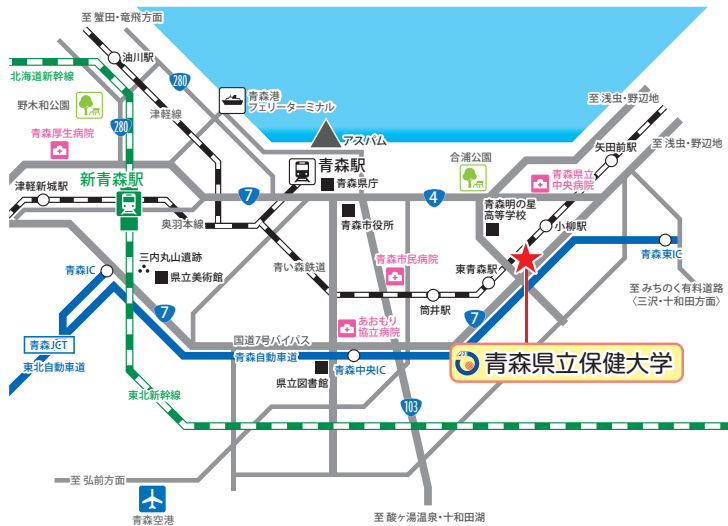 至 蟹田・竜飛方面
油川駅
北海道新幹線
280
津軽線
野木和公園
青森港
フェリーターミナル
至 浅虫・野辺地
280
アスパム
青森厚生病院
矢田前駅
至 浅虫・野辺地
合浦公園
青森駅
新青森駅
青森県庁
青森県立
中央病院
津軽新城駅
7
4
青森明の星
高等学校
奥羽本線
青森市役所
小柳駅
三内丸山遺跡
青い森鉄道
青森市民病院
東青森駅
青森東IC
青森IC
県立美術館
至 みちのく有料道路
〈三沢・十和田方面〉
筒井駅
7
あおもり
協立病院
国道7号バイパス
7
青森JCT
青森自動車道
青森中央IC
東北自動車道
県立図書館
青森県立保健大学
東北新幹線
103
至 弘前方面
青森空港
至 酸ヶ湯温泉・十和田湖